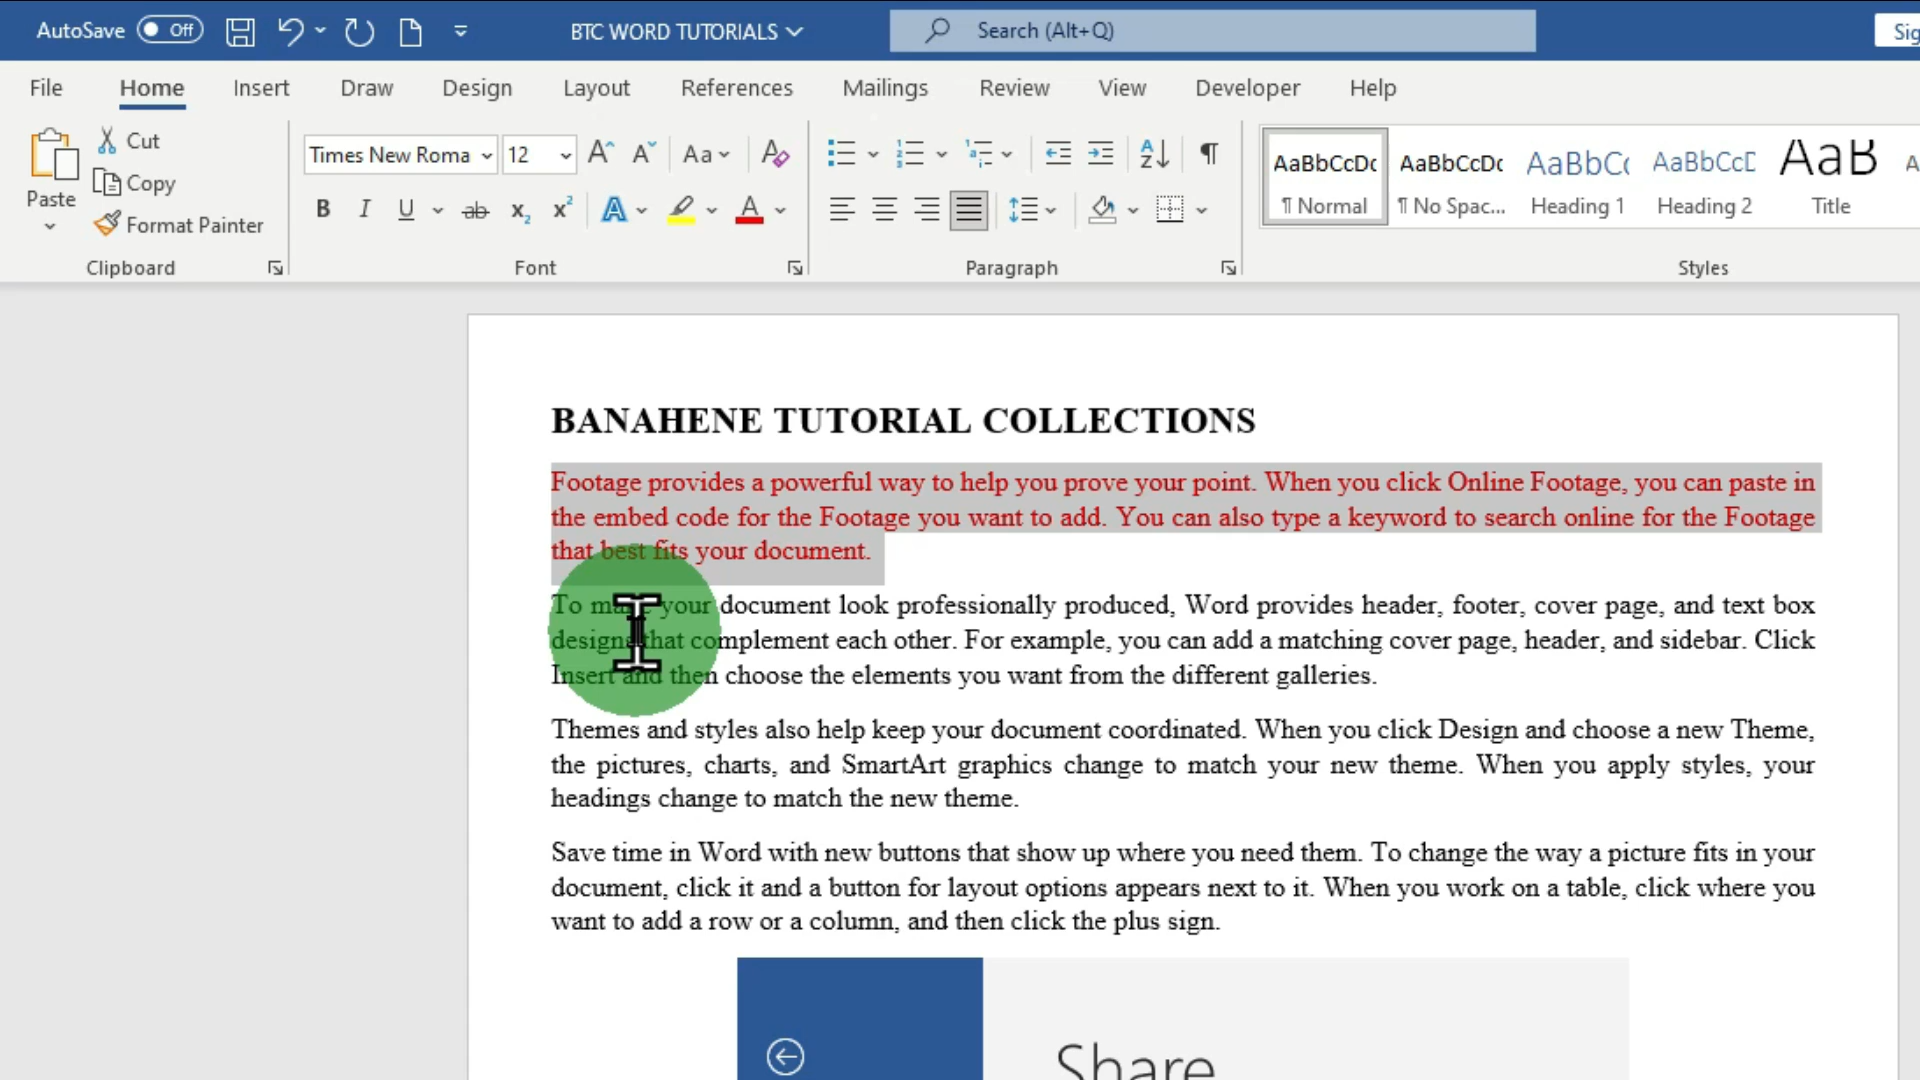 AutoSave Off BTC WORD TUTORIALS Search (Alt+Q) Sig
File Home Insert Draw Design Layout References Mailings Review View Developer Help
Paste Cut Copy Format Painter
Clipboard
Times New Roma 12 Aa
B I U ab x₂ x² A A
Font
Paragraph
AaBbCcDc AaBbCcDc AaBbC AaBbCcD AaB
¶ Normal ¶ No Spac... Heading 1 Heading 2 Title
Styles
BANAHENE TUTORIAL COLLECTIONS
Footage provides a powerful way to help you prove your point. When you click Online Footage, you can paste in
the embed code for the Footage you want to add. You can also type a keyword to search online for the Footage
that best fits your document.
To make your document look professionally produced, Word provides header, footer, cover page, and text box
designs that complement each other. For example, you can add a matching cover page, header, and sidebar. Click
Insert and then choose the elements you want from the different galleries.
Themes and styles also help keep your document coordinated. When you click Design and choose a new Theme,
the pictures, charts, and SmartArt graphics change to match your new theme. When you apply styles, your
headings change to match the new theme.
Save time in Word with new buttons that show up where you need them. To change the way a picture fits in your
document, click it and a button for layout options appears next to it. When you work on a table, click where you
want to add a row or a column, and then click the plus sign.
Share